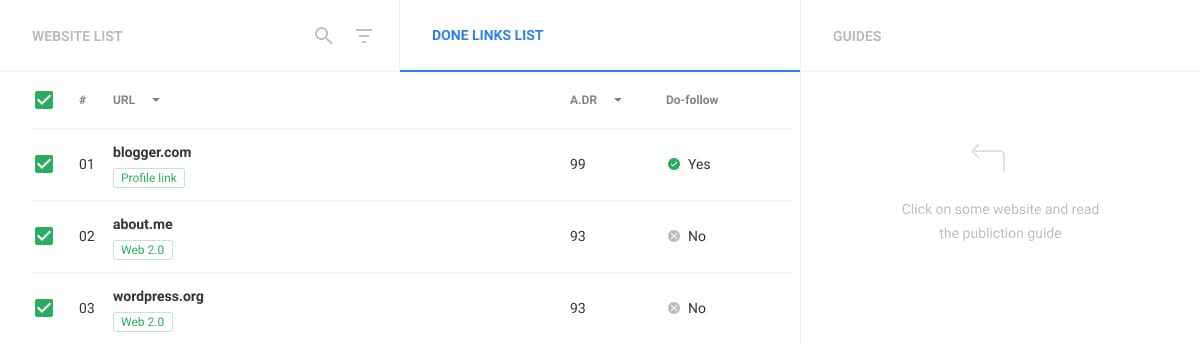 WEBSITE LIST
DONE LINKS LIST
GUIDES
# URL A.DR Do-follow
01 blogger.com 99 Yes
Profile link
02 about.me 93 No
Web 2.0
03 wordpress.org 93 No
Web 2.0
Click on some website and read
the publiction guide